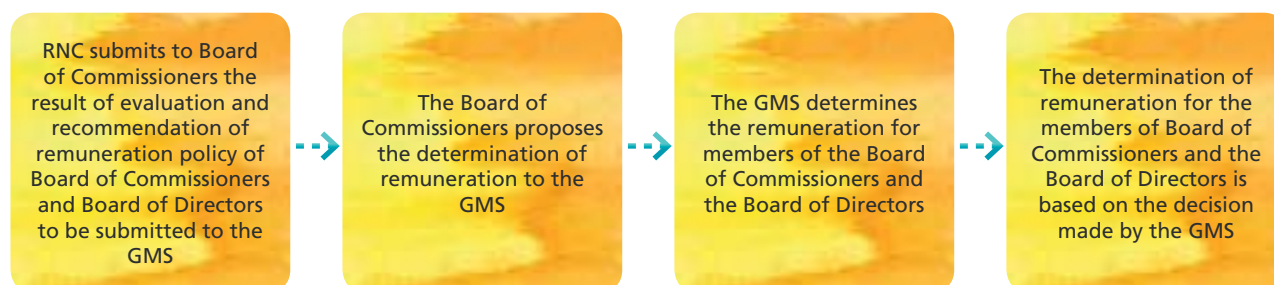 RNC submits to Board
of Commissioners the
result of evaluation and
recommendation of
remuneration policy of
Board of Commissioners
and Board of Directors
to be submitted to the
GMS
The Board of
Commissioners proposes
the determination of
remuneration to the
GMS
The GMS determines
the remuneration for
members of the Board
of Commissioners and
the Board of Directors
The determination of
remuneration for the
members of Board of
Commissioners and the
Board of Directors is
based on the decision
made by the GMS